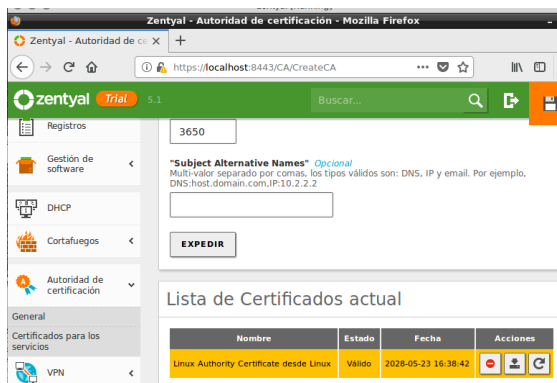 Zentyal - Autoridad de certificación - Mozilla Firefox
Zentyal - Autoridad de ce
https://localhost:8443/CA/CreateCA
zentyal Trial 5.1
Buscar...
Registros
3650
Gestión de software
"Subject Alternative Names" Opcional
Multi-valor separado por comas, los tipos válidos son: DNS, IP y email. Por ejemplo,
DNS:host.domain.com,IP:10.2.2.2
DHCP
Cortafuegos
EXPEDIR
Autoridad de certificación
Lista de Certificados actual
General
Certificados para los servicios
Nombre Estado Fecha Acciones
Linux Authority Certificate desde Linux Válido 2028-05-23 16:38:42
VPN